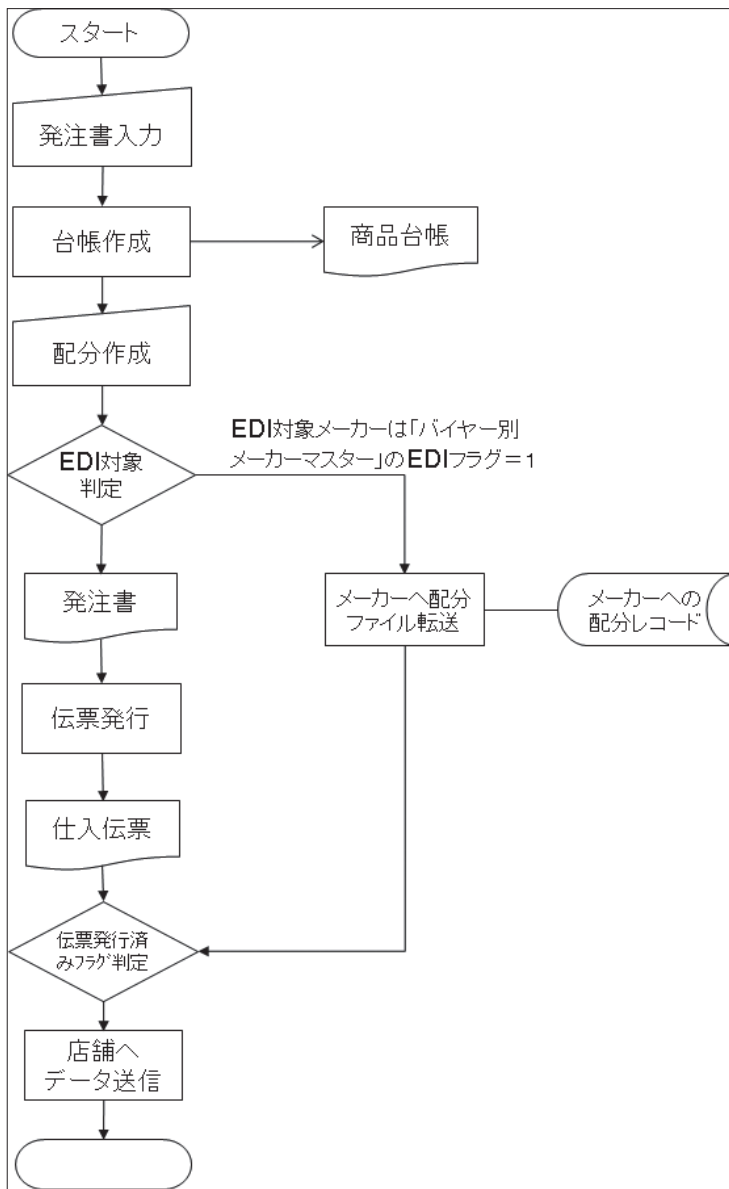 スタート
発注書入力
台帳作成
商品台帳
配分作成
EDI対象メーカーは「バイヤー別
メーカーマスター」のEDIフラグ＝1
EDI対象
判定
発注書
メーカーへ配分
ファイル転送
メーカーへの
配分レコード
伝票発行
仕入伝票
伝票発行済
みﾌﾗｸﾞ判定
店舗へ
データ送信